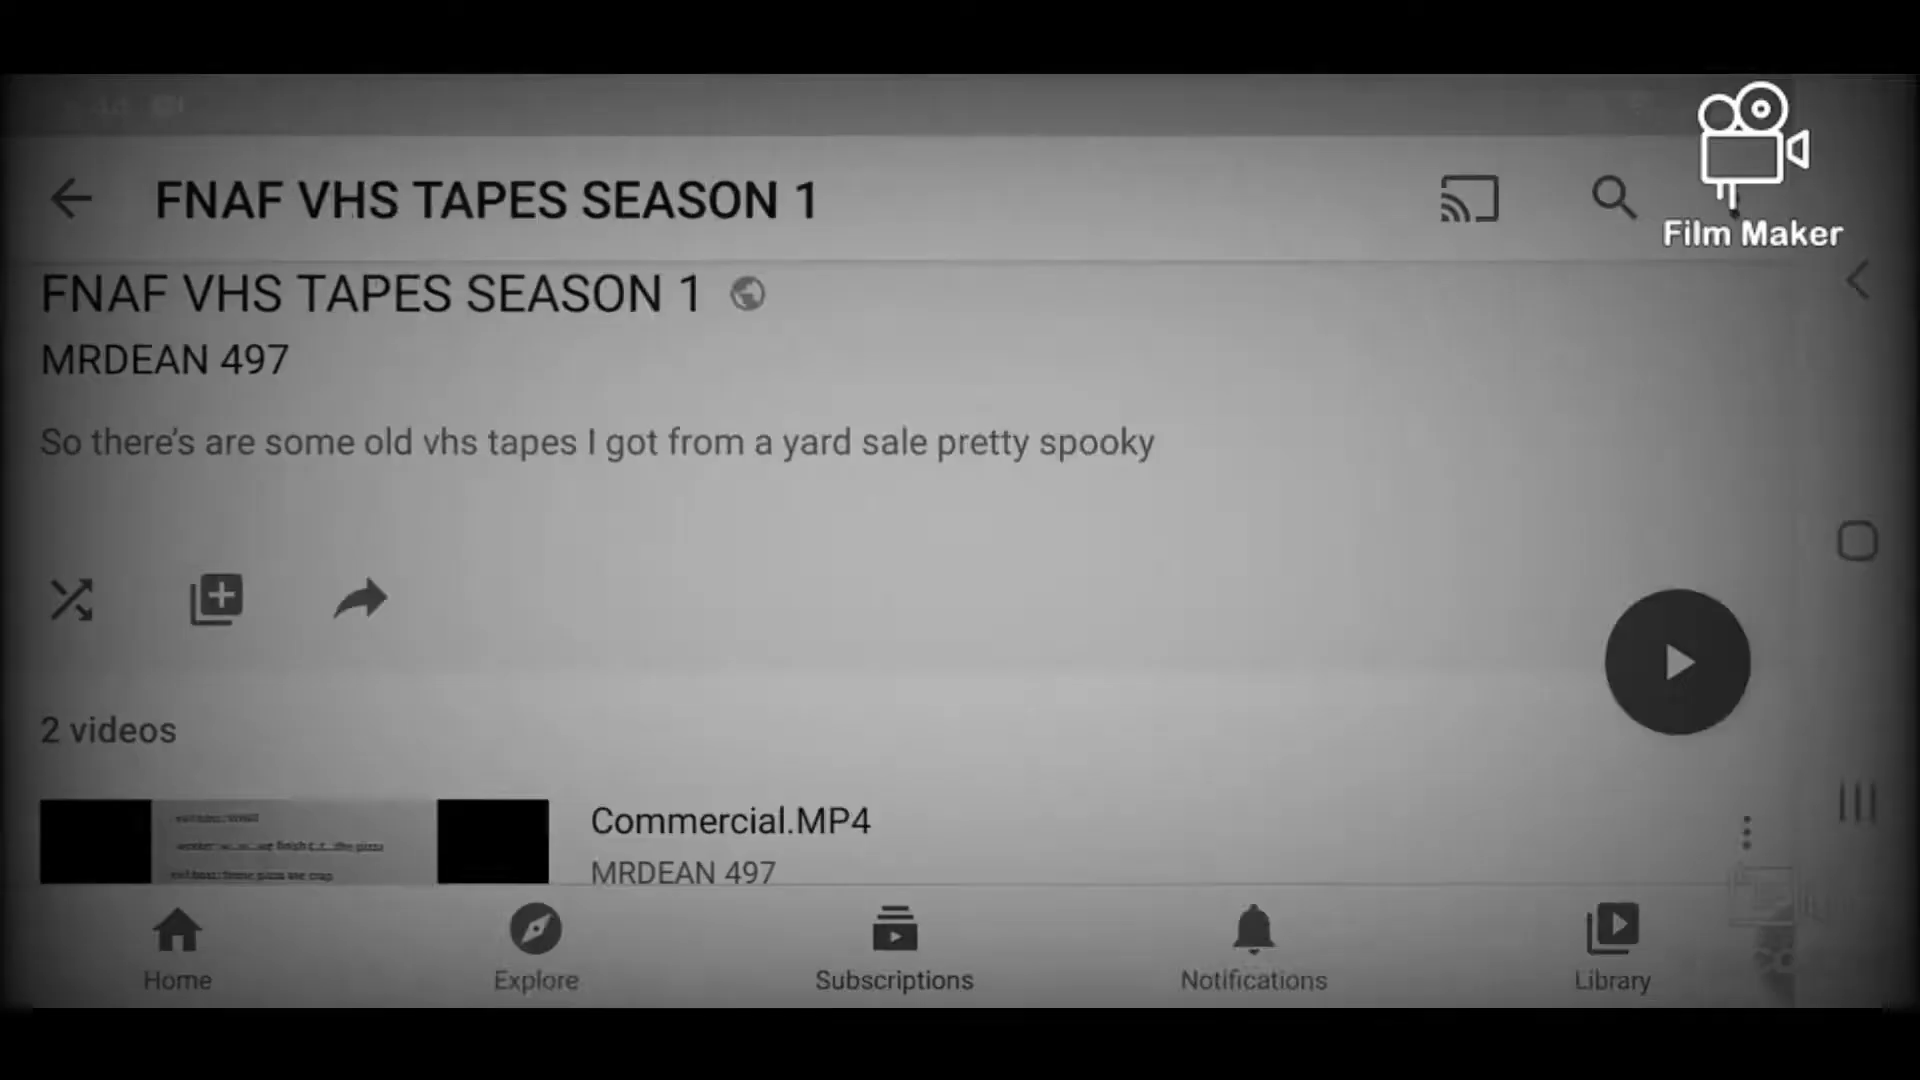 FNAF VHS TAPES SEASON 1
Film Maker
FNAF VHS TAPES SEASON 1
MRDEAN 497
So there's are some old vhs tapes I got from a yard sale pretty spooky
2 videos
Commercial.MP4
MRDEAN 497
Home
Explore
Subscriptions
Notifications
Library